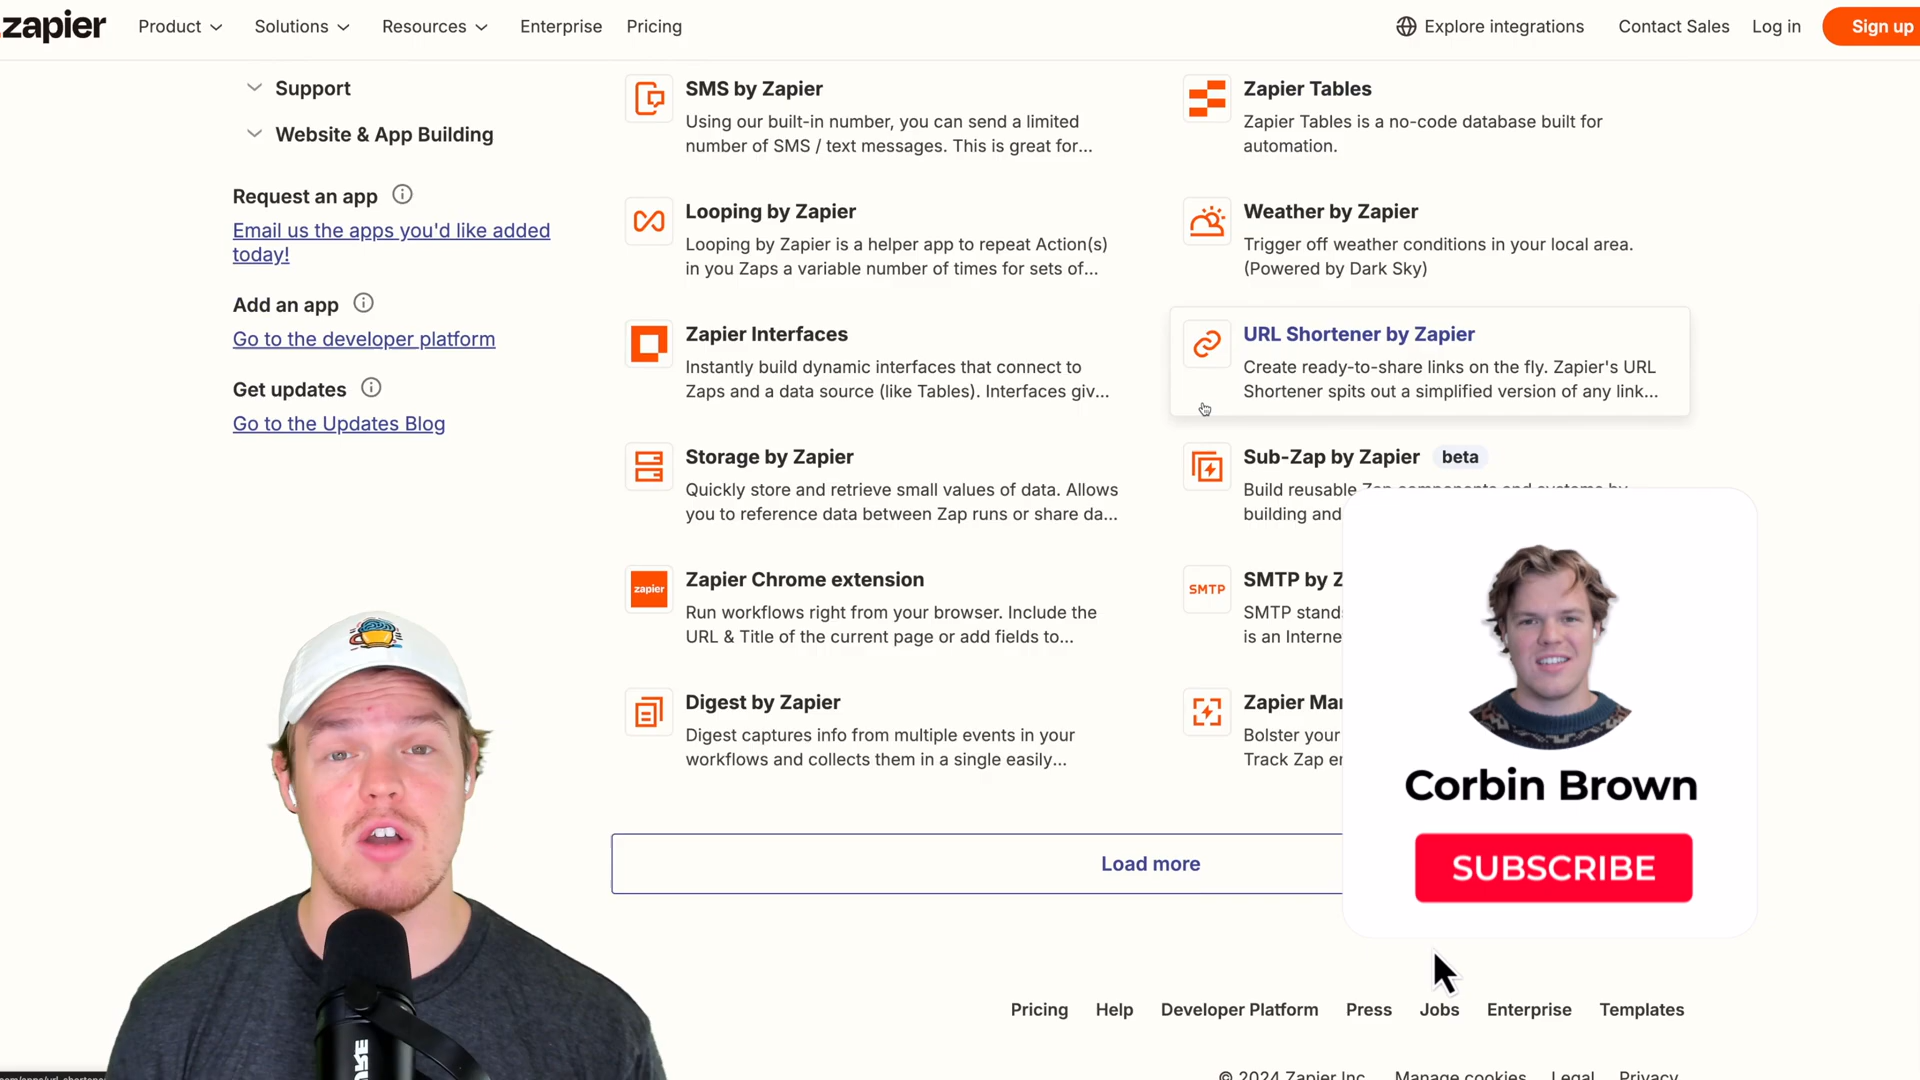 zapier
Product
Solutions
Resources
Enterprise
Pricing
Explore integrations
Contact Sales
Log in
Sign up
Support
Website & App Building
Request an app
Email us the apps you'd like added
today!
Add an app
Go to the developer platform
Get updates
Go to the Updates Blog
SMS by Zapier
Using our built-in number, you can send a limited
number of SMS / text messages. This is great for...
Zapier Tables
Zapier Tables is a no-code database built for
automation.
Looping by Zapier
Looping by Zapier is a helper app to repeat Action(s)
in you Zaps a variable number of times for sets of...
Weather by Zapier
Trigger off weather conditions in your local area.
(Powered by Dark Sky)
Zapier Interfaces
Instantly build dynamic interfaces that connect to
Zaps and a data source (like Tables). Interfaces giv...
URL Shortener by Zapier
Create ready-to-share links on the fly. Zapier's URL
Shortener spits out a simplified version of any link...
Storage by Zapier
Quickly store and retrieve small values of data. Allows
you to reference data between Zap runs or share da...
Sub-Zap by Zapier beta
Build reusable Zap components and systems by
building and
zapier
Zapier Chrome extension
Run workflows right from your browser. Include the
URL & Title of the current page or add fields to...
SMTP
SMTP by Z
SMTP stand
is an Interne
Digest by Zapier
Digest captures info from multiple events in your
workflows and collects them in a single easily...
Zapier Ma
Bolster your
Track Zap e
Load more
Corbin Brown
SUBSCRIBE
Pricing
Help
Developer Platform
Press
Jobs
Enterprise
Templates
© 2024 Zapier Inc.
Manage cookies
Legal
Privacy